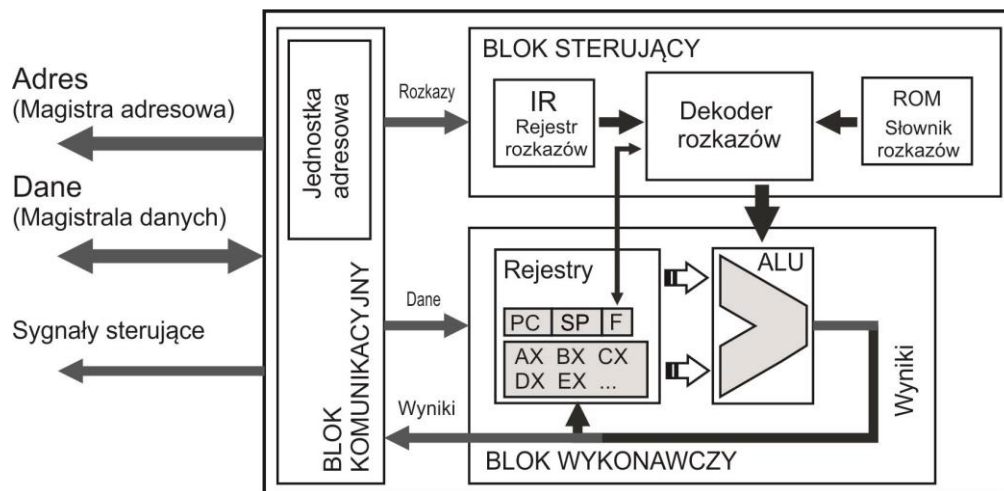 Adres
(Magistra adresowa)
Dane
(Magistrala danych)
Sygnały sterujące
Jednostka
adresowa
BLOK
KOMUNIKACYJNY
Rozkazy
Dane
Wyniki
BLOK STERUJĄCY
IR
Rejestr
rozkazów
Dekoder
rozkazów
ROM
Słownik
rozkazów
Rejestry
PC SP F
AX BX CX
DX EX ...
ALU
Wyniki
BLOK WYKONAWCZY